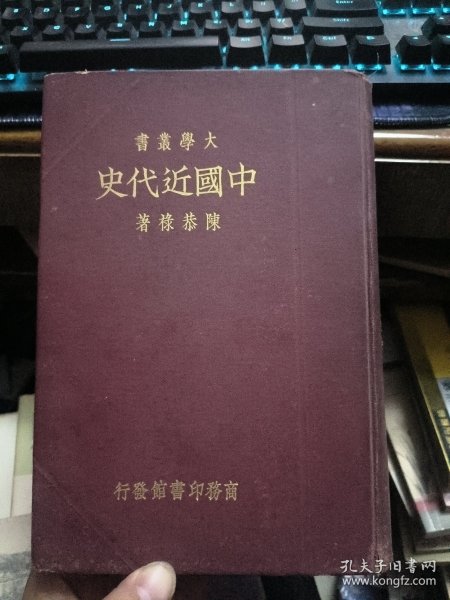 大學叢書
中國近代史
陳恭祿著
商務印書館發行
孔夫子旧书网
www.kongfz.com